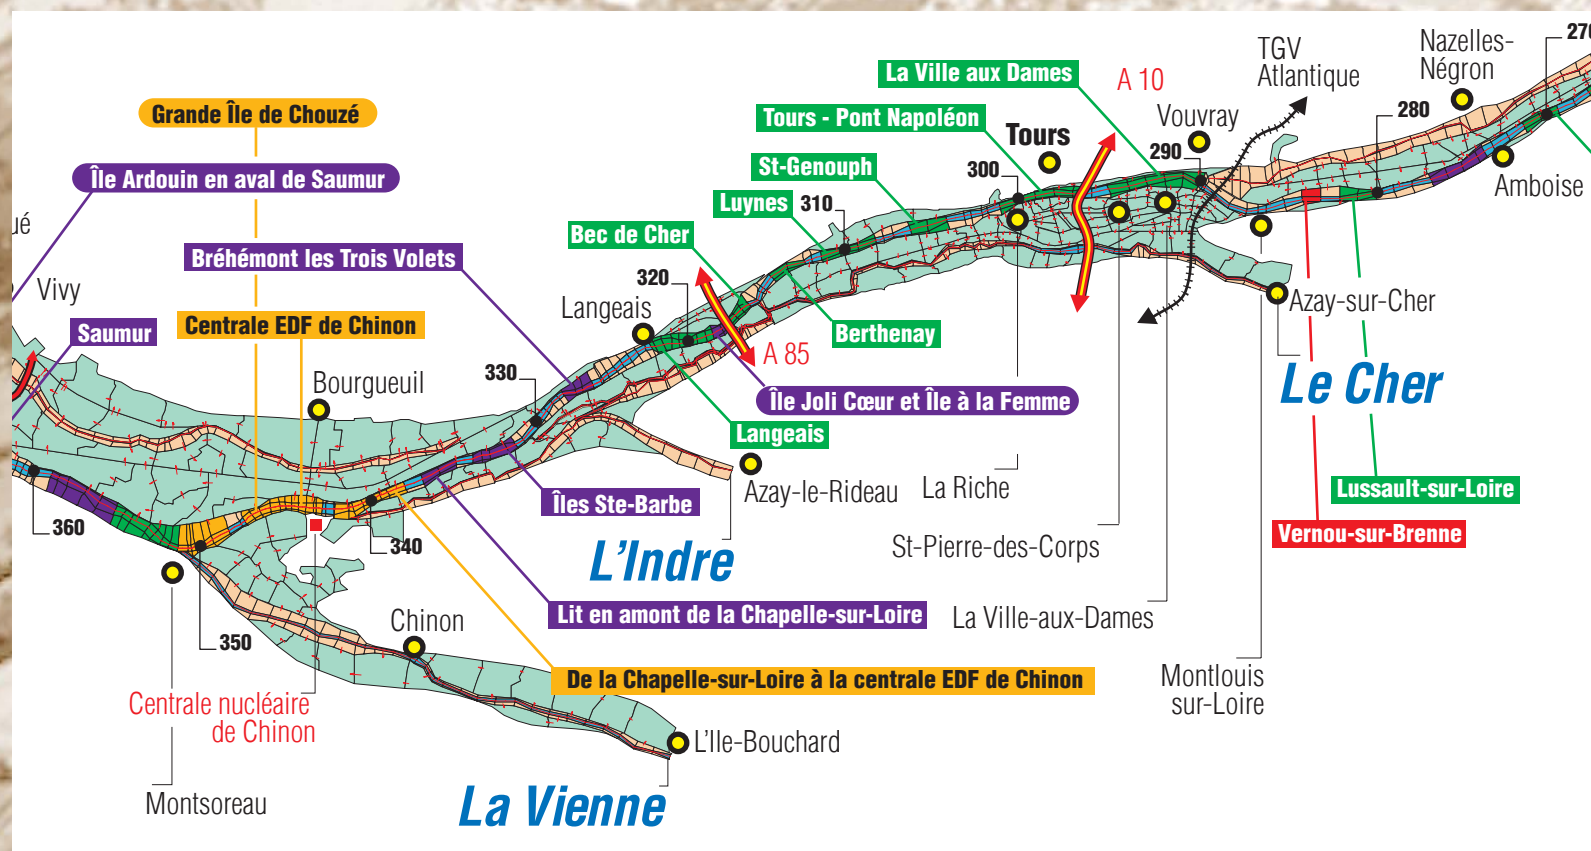 TGV
Atlantique
Nazelles-
Négron
270
La Ville aux Dames
A 10
Grande Île de Chouzé
Tours - Pont Napoléon
Vouvray
280
Tours
St-Genouph
300
290
Île Ardouin en aval de Saumur
Amboise
Luynes
310
Bec de Cher
Bréhémont les Trois Volets
320
Vivy
Langeais
Azay-sur-Cher
Saumur
Centrale EDF de Chinon
Berthenay
A 85
Bourgueil
330
Le Cher
Île Joli Cœur et Île à la Femme
Langeais
Azay-le-Rideau
La Riche
Lussault-sur-Loire
Îles Ste-Barbe
360
340
Vernou-sur-Brenne
St-Pierre-des-Corps
L'Indre
Lit en amont de la Chapelle-sur-Loire
La Ville-aux-Dames
Chinon
350
De la Chapelle-sur-Loire à la centrale EDF de Chinon
Montlouis
sur-Loire
Centrale nucléaire
de Chinon
L'Ile-Bouchard
Montsoreau
La Vienne